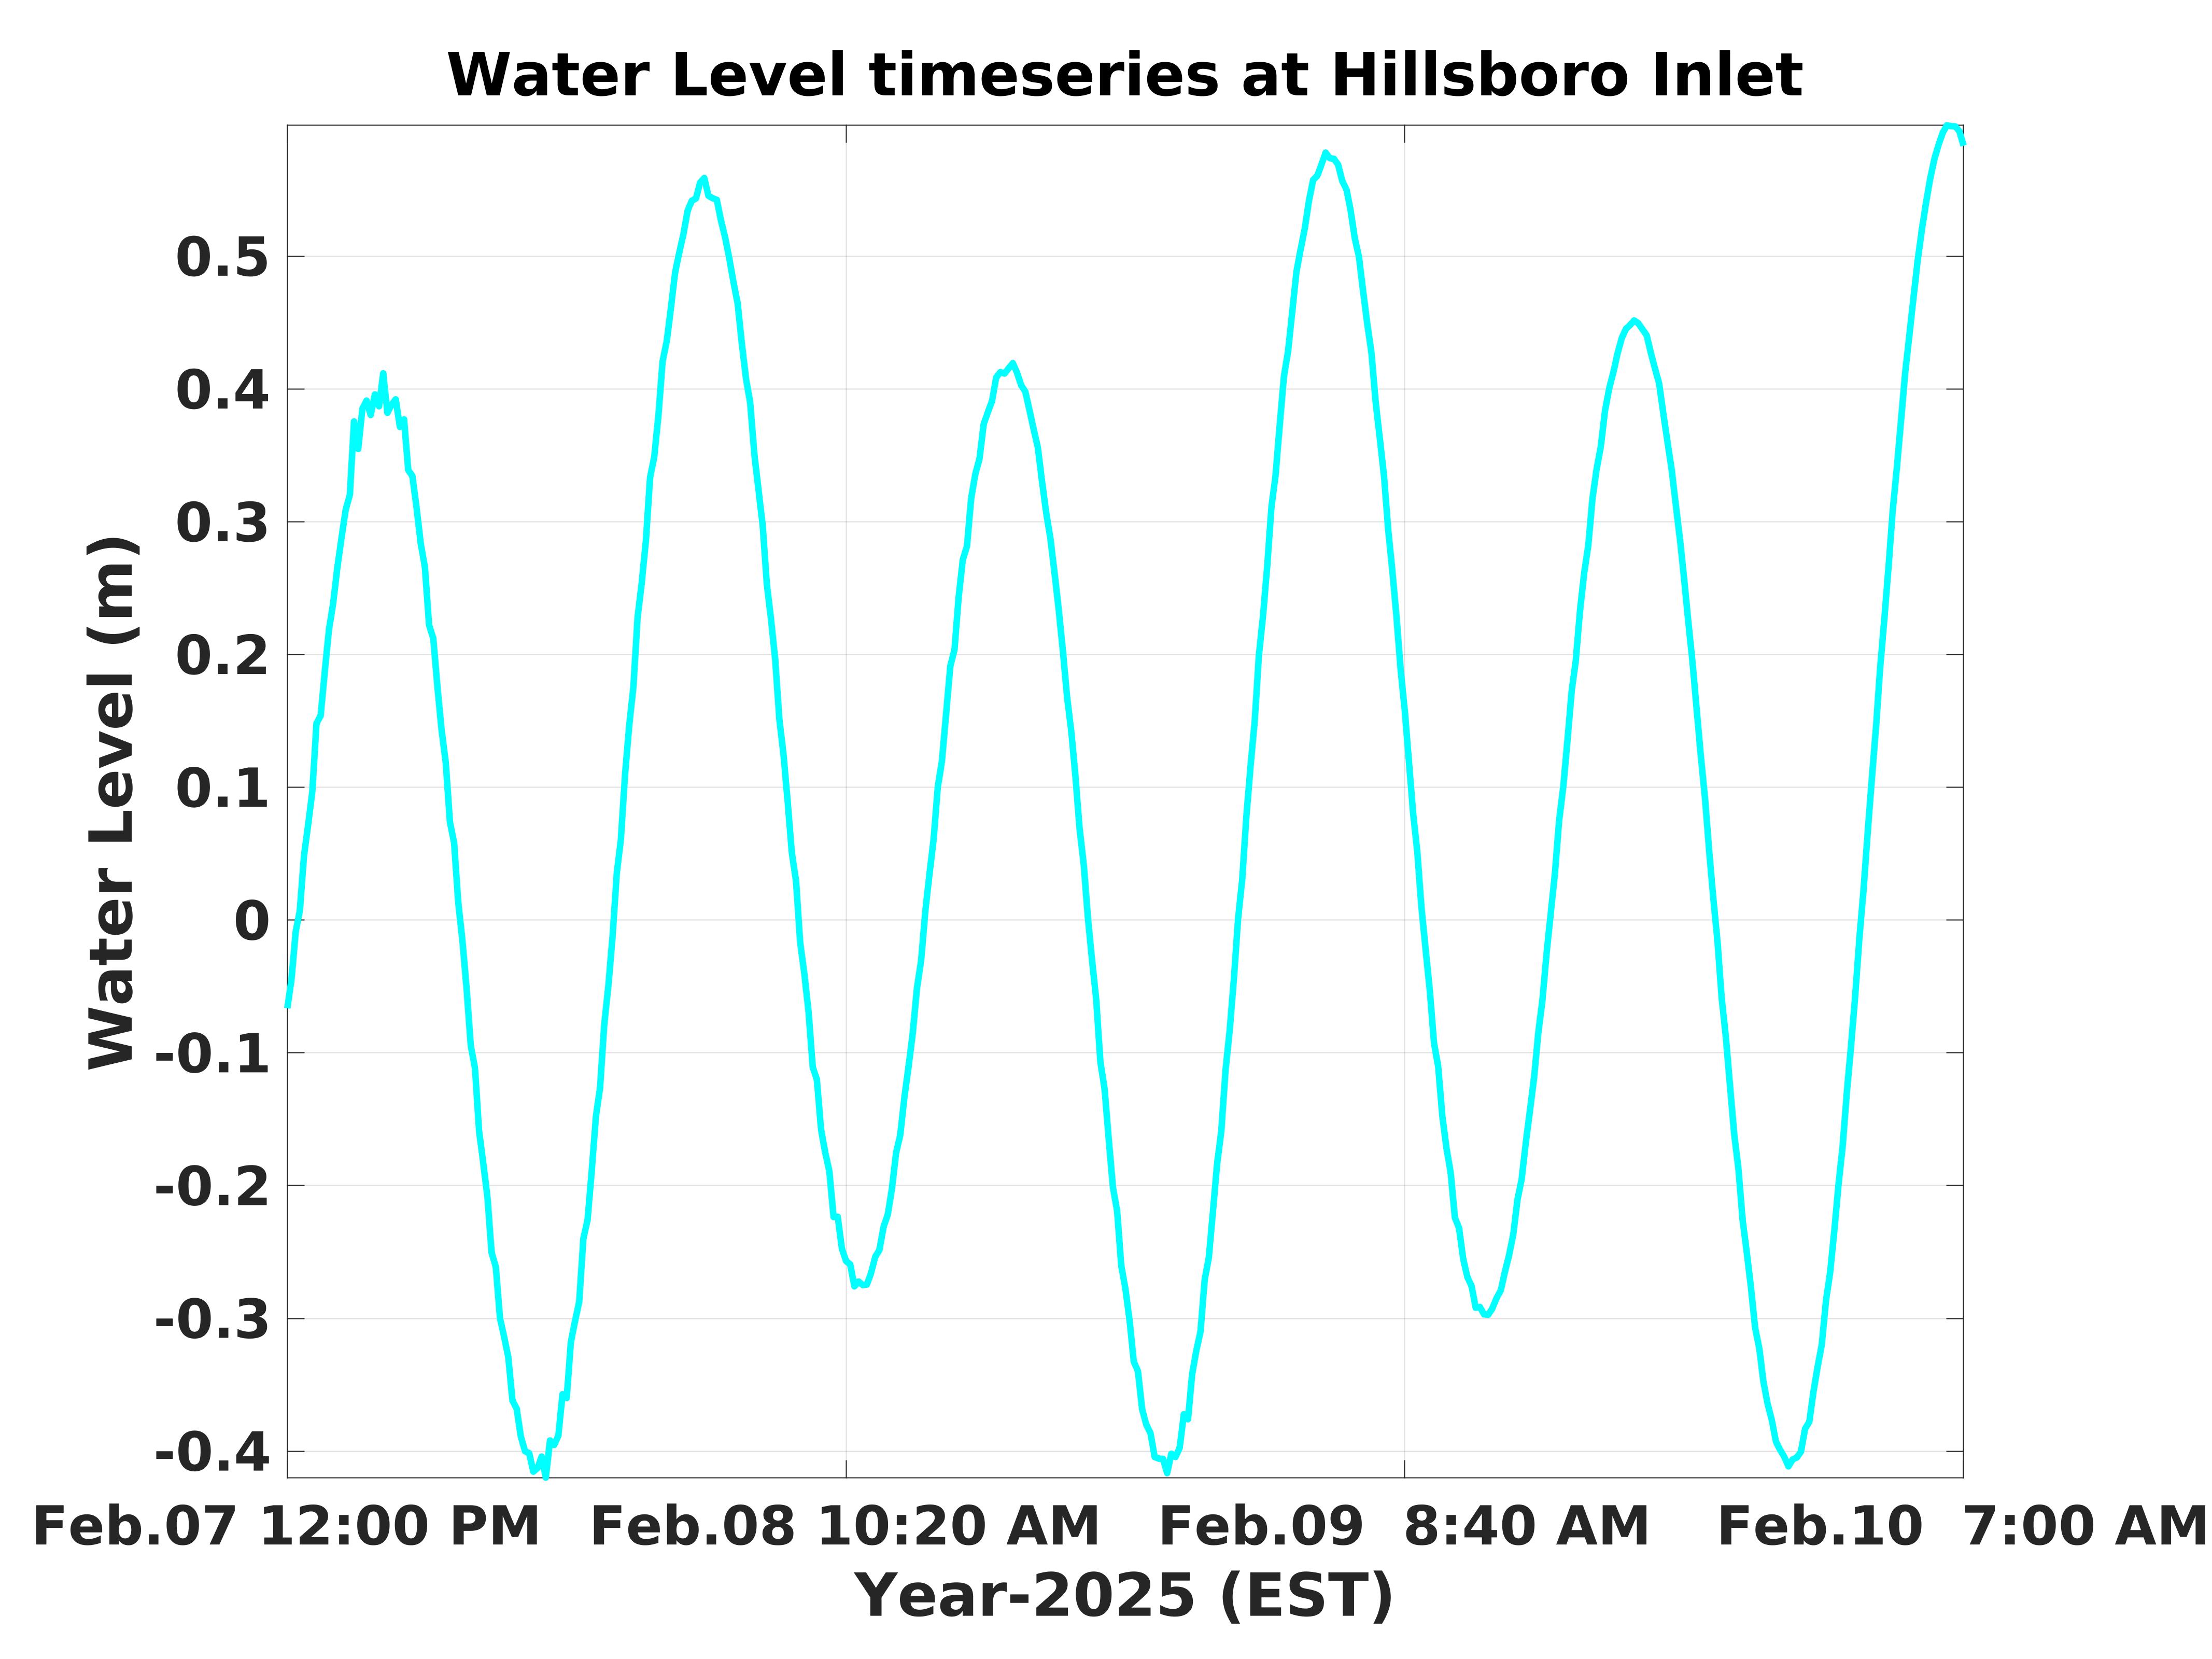 Water Level timeseries at Hillsboro Inlet
Water Level (m)
0.5
0.4
0.3
0.2
0.1
0
-0.1
-0.2
-0.3
-0.4
Feb.07 12:00 PM Feb.08 10:20 AM Feb.09 8:40 AM Feb.10 7:00 AM
Year-2025 (EST)